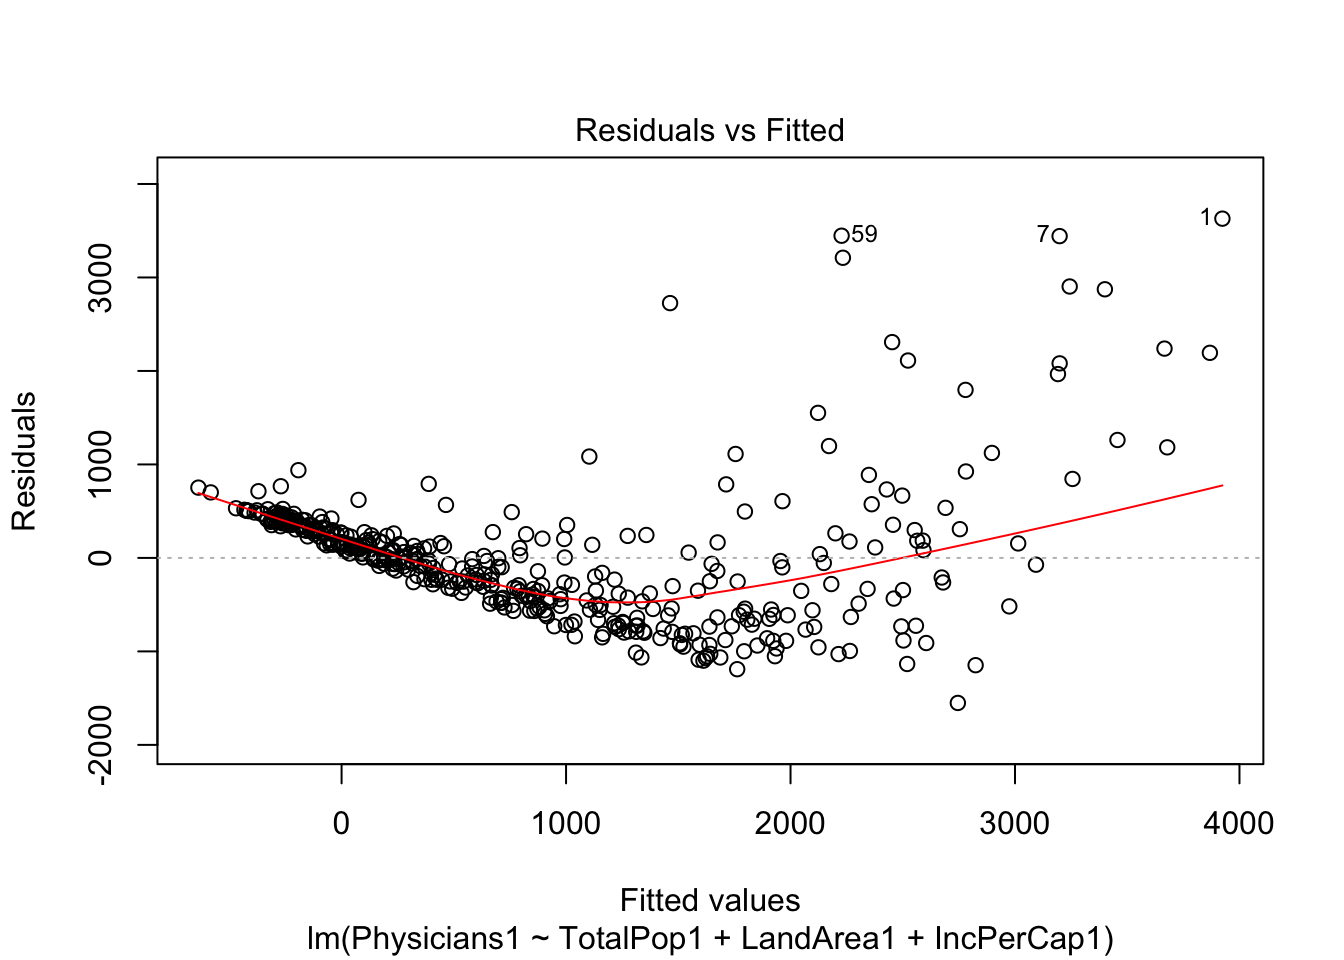 Residuals vs Fitted
Residuals
3000
1000
0
-2000
1
7
59
0 1000 2000 3000 4000
Fitted values
lm(Physicians1 ~ TotalPop1 + LandArea1 + IncPerCap1)